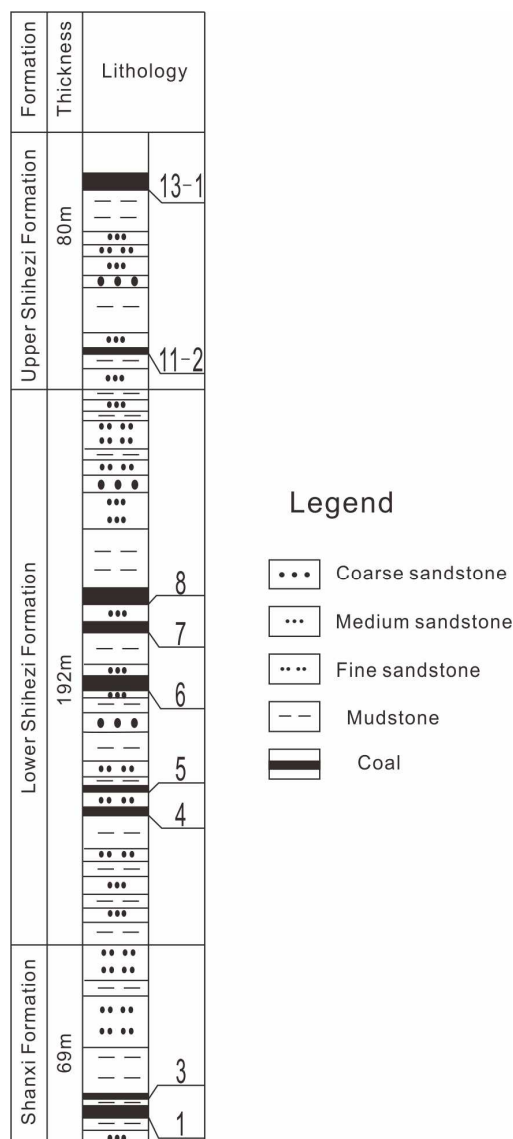 Formation
Thickness
Lithology
Upper Shihezi Formation
80m
13-1
11-2
Lower Shihezi Formation
192m
8
7
6
5
4
Shanxi Formation
69m
3
1
Legend
Coarse sandstone
Medium sandstone
Fine sandstone
Mudstone
Coal